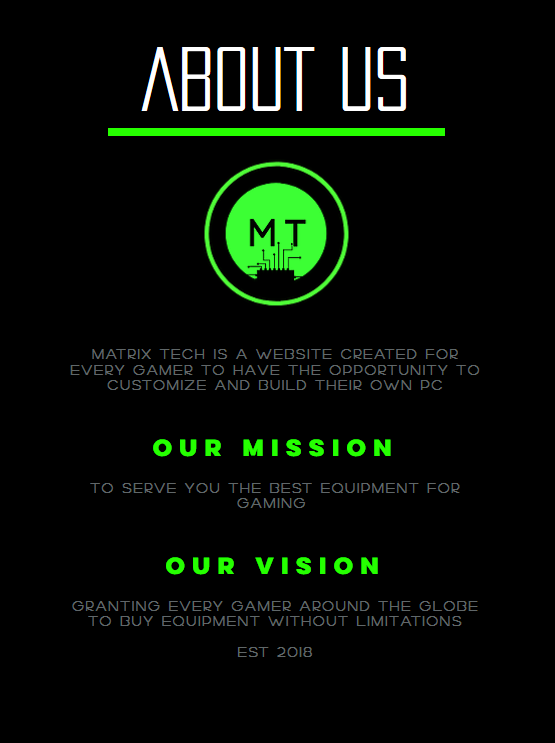 ABOUT US
MT
MATRIX TECH IS A WEBSITE CREATED FOR
EVERY GAMER TO HAVE THE OPPORTUNITY TO
CUSTOMIZE AND BUILD THEIR OWN PC
OUR MISSION
TO SERVE YOU THE BEST EQUIPMENT FOR
GAMING
OUR VISION
GRANTING EVERY GAMER AROUND THE GLOBE
TO BUY EQUIPMENT WITHOUT LIMITATIONS
EST 2018